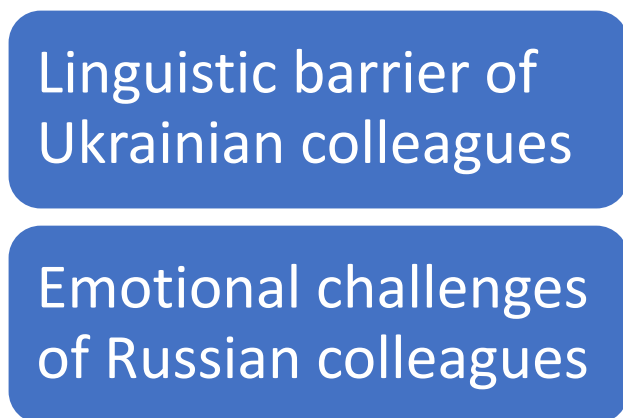 Linguistic barrier of
Ukrainian colleagues
Emotional challenges
of Russian colleagues